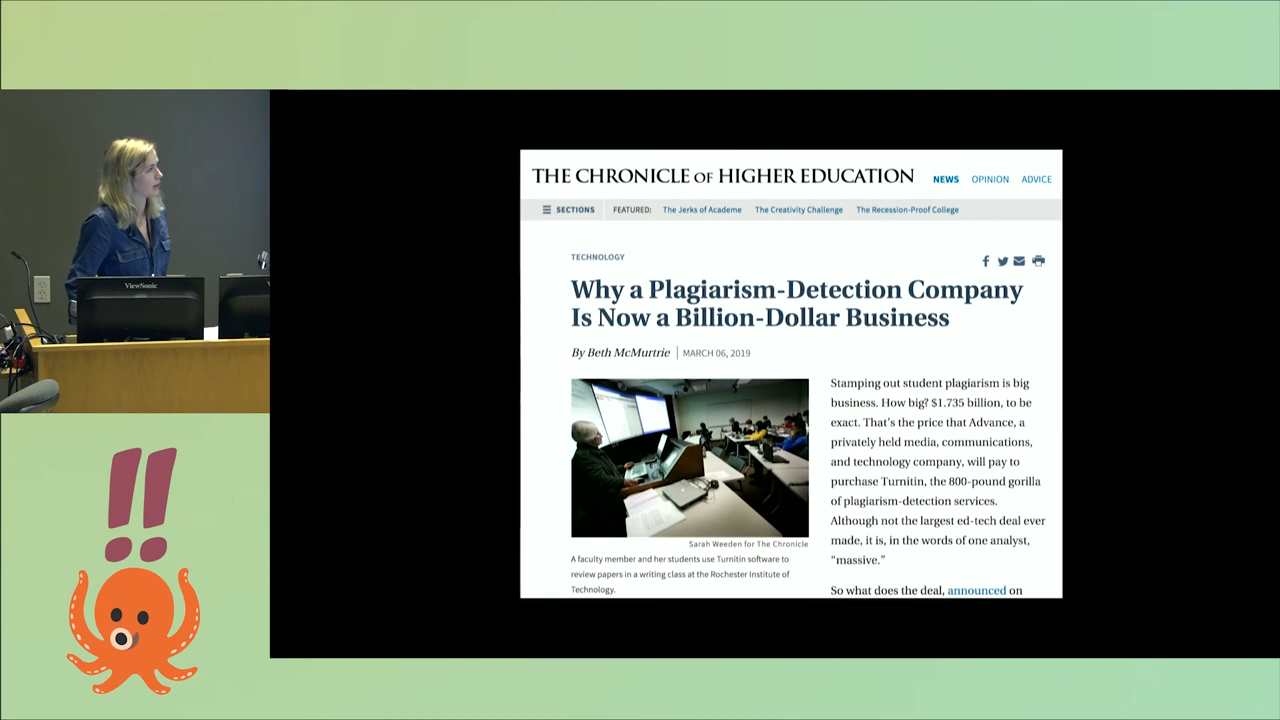 THE CHRONICLE OF HIGHER EDUCATION
NEWS OPINION ADVICE
SECTIONS FEATURED: The Jerks of Academe The Creativity Challenge The Recession-Proof College
TECHNOLOGY
Why a Plagiarism-Detection Company
Is Now a Billion-Dollar Business
By Beth McMurtrie | MARCH 06, 2019
Sarah Weeden for The Chronicle
A faculty member and her students use Turnitin software to
review papers in a writing class at the Rochester Institute of
Technology.
Stamping out student plagiarism is big
business. How big? $1.735 billion, to be
exact. That's the price that Advance, a
privately held media, communications,
and technology company, will pay to
purchase Turnitin, the 800-pound gorilla
of plagiarism-detection services.
Although not the largest ed-tech deal ever
made, it is, in the words of one analyst,
“massive.”
So what does the deal, announced on
ViewSonic
!!